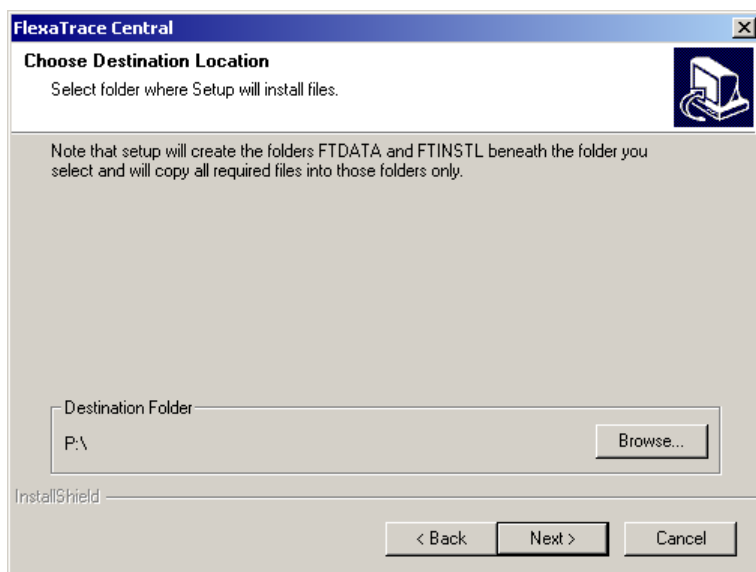 FlexaTrace Central
Choose Destination Location
Select folder where Setup will install files.
Note that setup will create the folders FTDATA and FTINSTL beneath the folder you
select and will copy all required files into those folders only.
Destination Folder
P:\
Browse...
InstallShield
< Back
Next >
Cancel